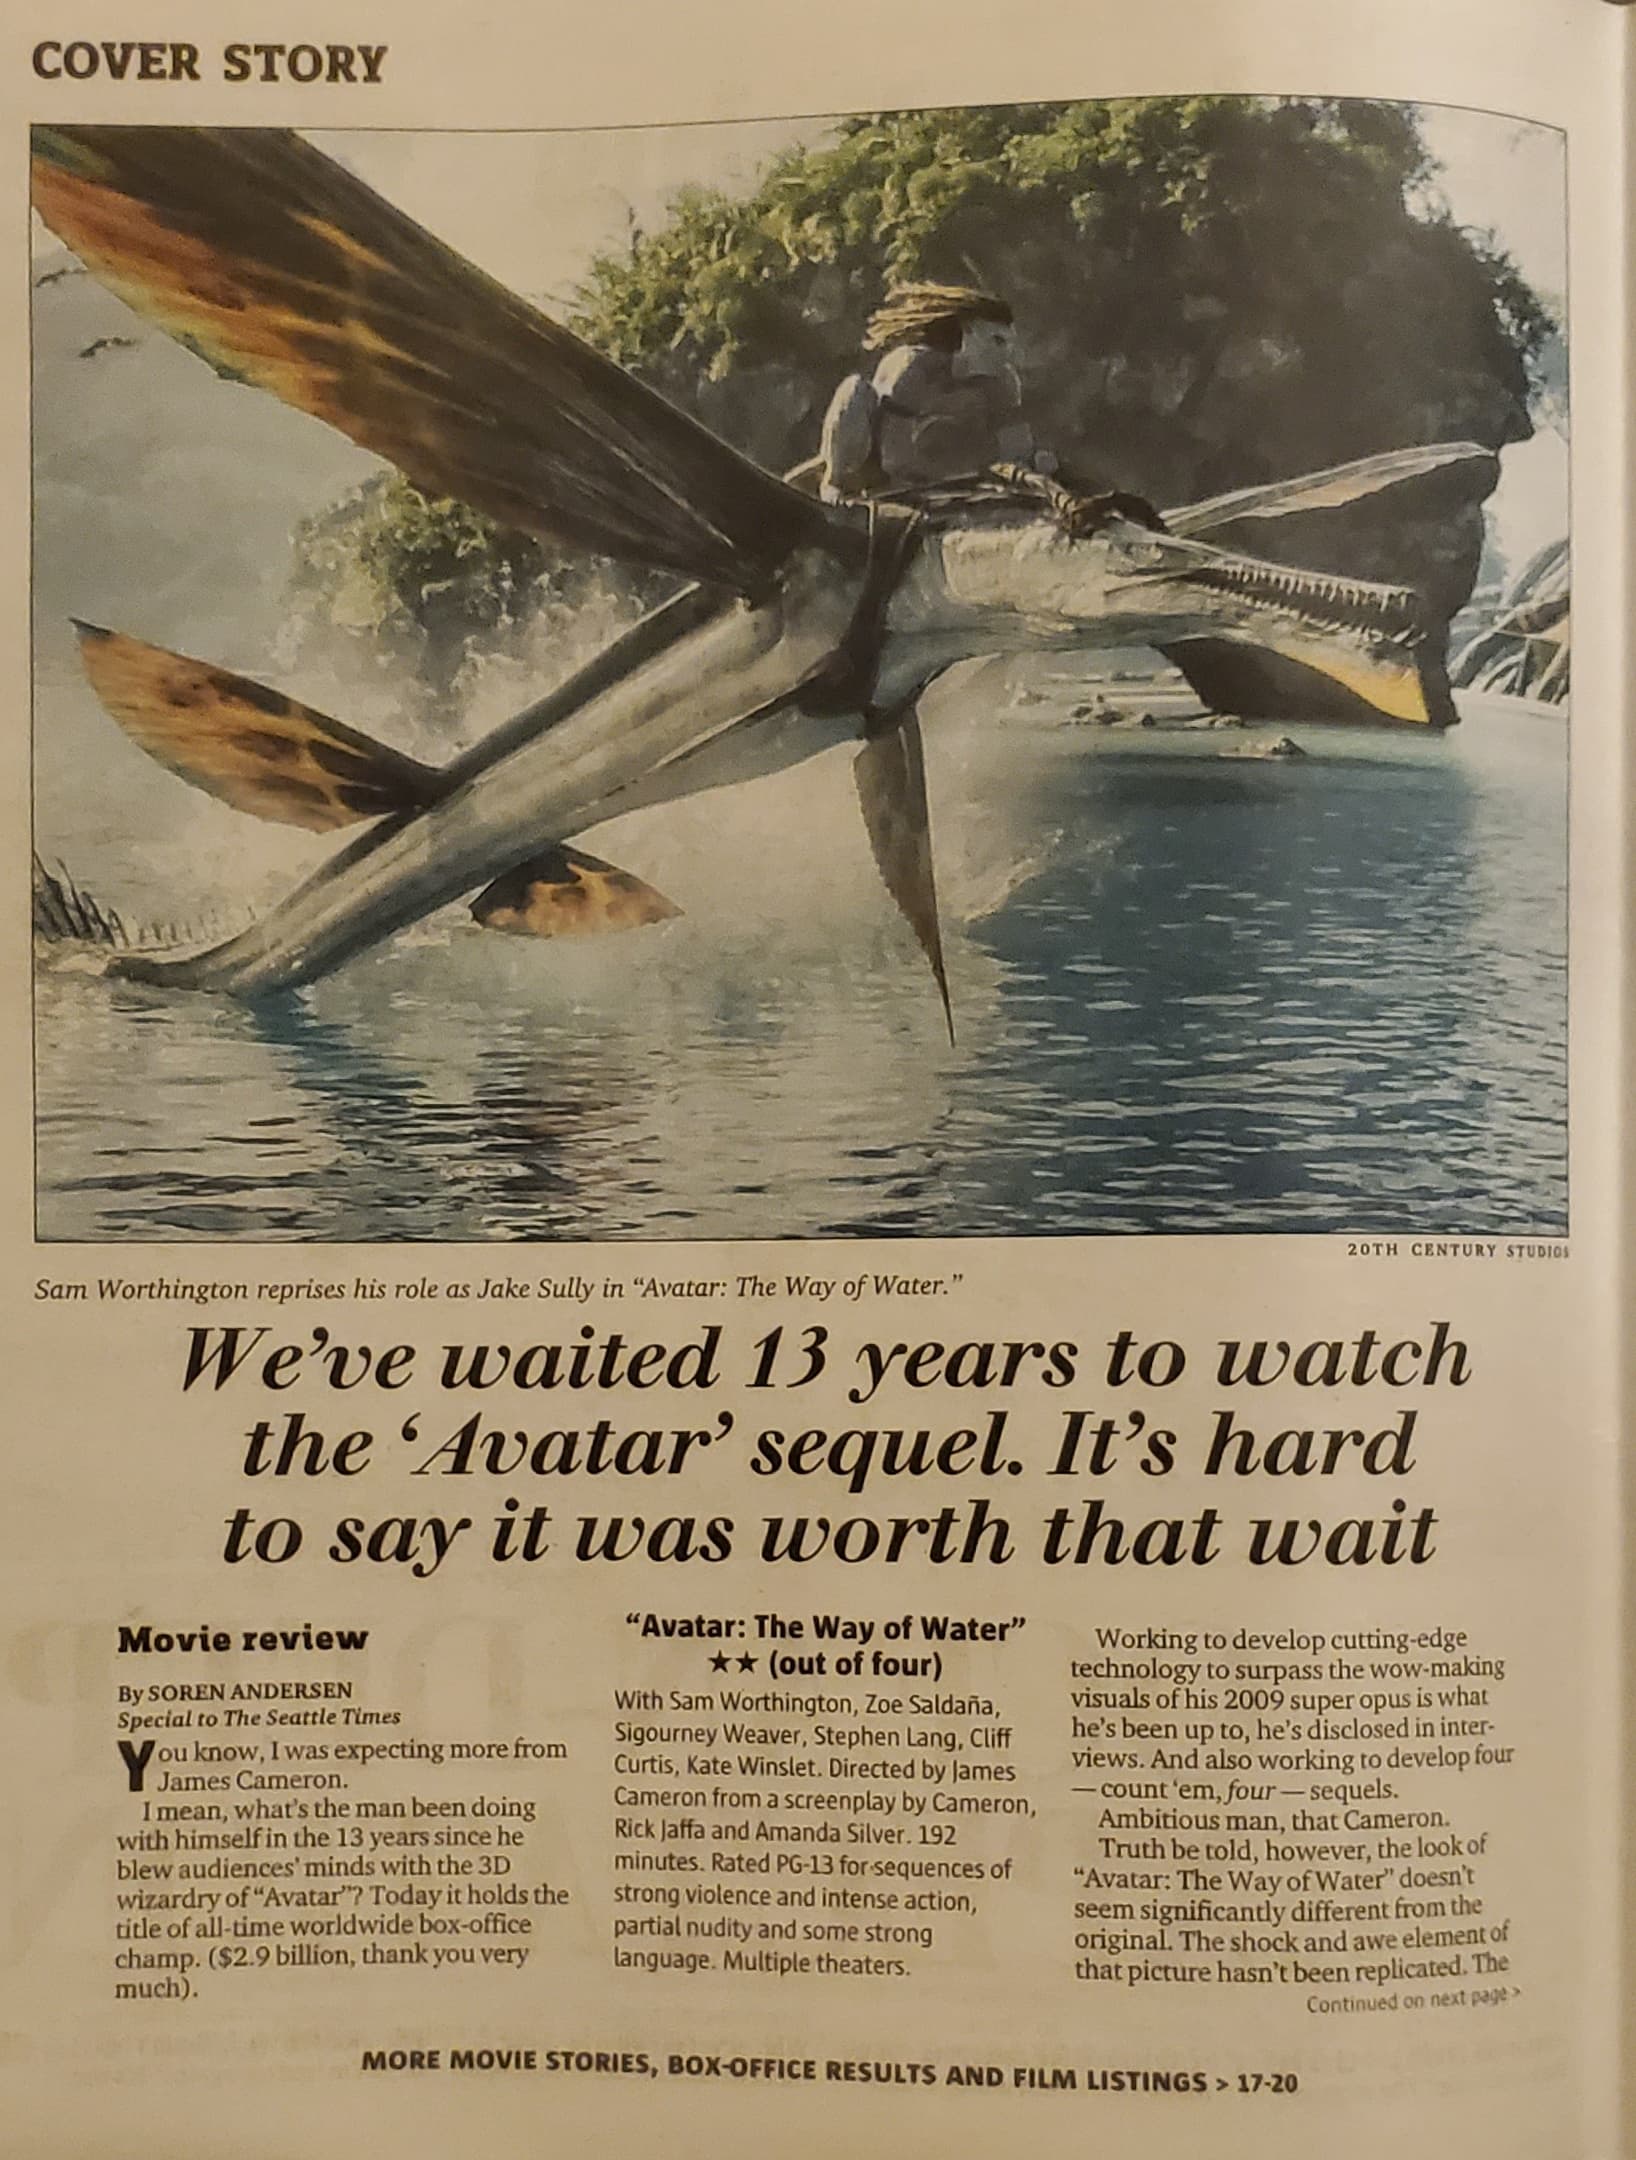 COVER STORY
20TH CENTURY STUDIOS
Sam Worthington reprises his role as Jake Sully in “Avatar: The Way of Water.”
We’ve waited 13 years to watch
the ‘Avatar’ sequel. It’s hard
to say it was worth that wait
Movie review
By SOREN ANDERSEN
Special to The Seattle Times
You know, I was expecting more from
James Cameron.
I mean, what’s the man been doing
with himself in the 13 years since he
blew audiences’ minds with the 3D
wizardry of “Avatar”? Today it holds the
title of all-time worldwide box-office
champ. ($2.9 billion, thank you very
much).
“Avatar: The Way of Water”
★★ (out of four)
With Sam Worthington, Zoe Saldaña,
Sigourney Weaver, Stephen Lang, Cliff
Curtis, Kate Winslet. Directed by James
Cameron from a screenplay by Cameron,
Rick Jaffa and Amanda Silver. 192
minutes. Rated PG-13 for sequences of
strong violence and intense action,
partial nudity and some strong
language. Multiple theaters.
Working to develop cutting-edge
technology to surpass the wow-making
visuals of his 2009 super opus is what
he’s been up to, he’s disclosed in inter-
views. And also working to develop four
— count ‘em, four — sequels.
Ambitious man, that Cameron.
Truth be told, however, the look of
“Avatar: The Way of Water” doesn’t
seem significantly different from the
original. The shock and awe element of
that picture hasn’t been replicated. The
Continued on next page >
MORE MOVIE STORIES, BOX-OFFICE RESULTS AND FILM LISTINGS > 17-20